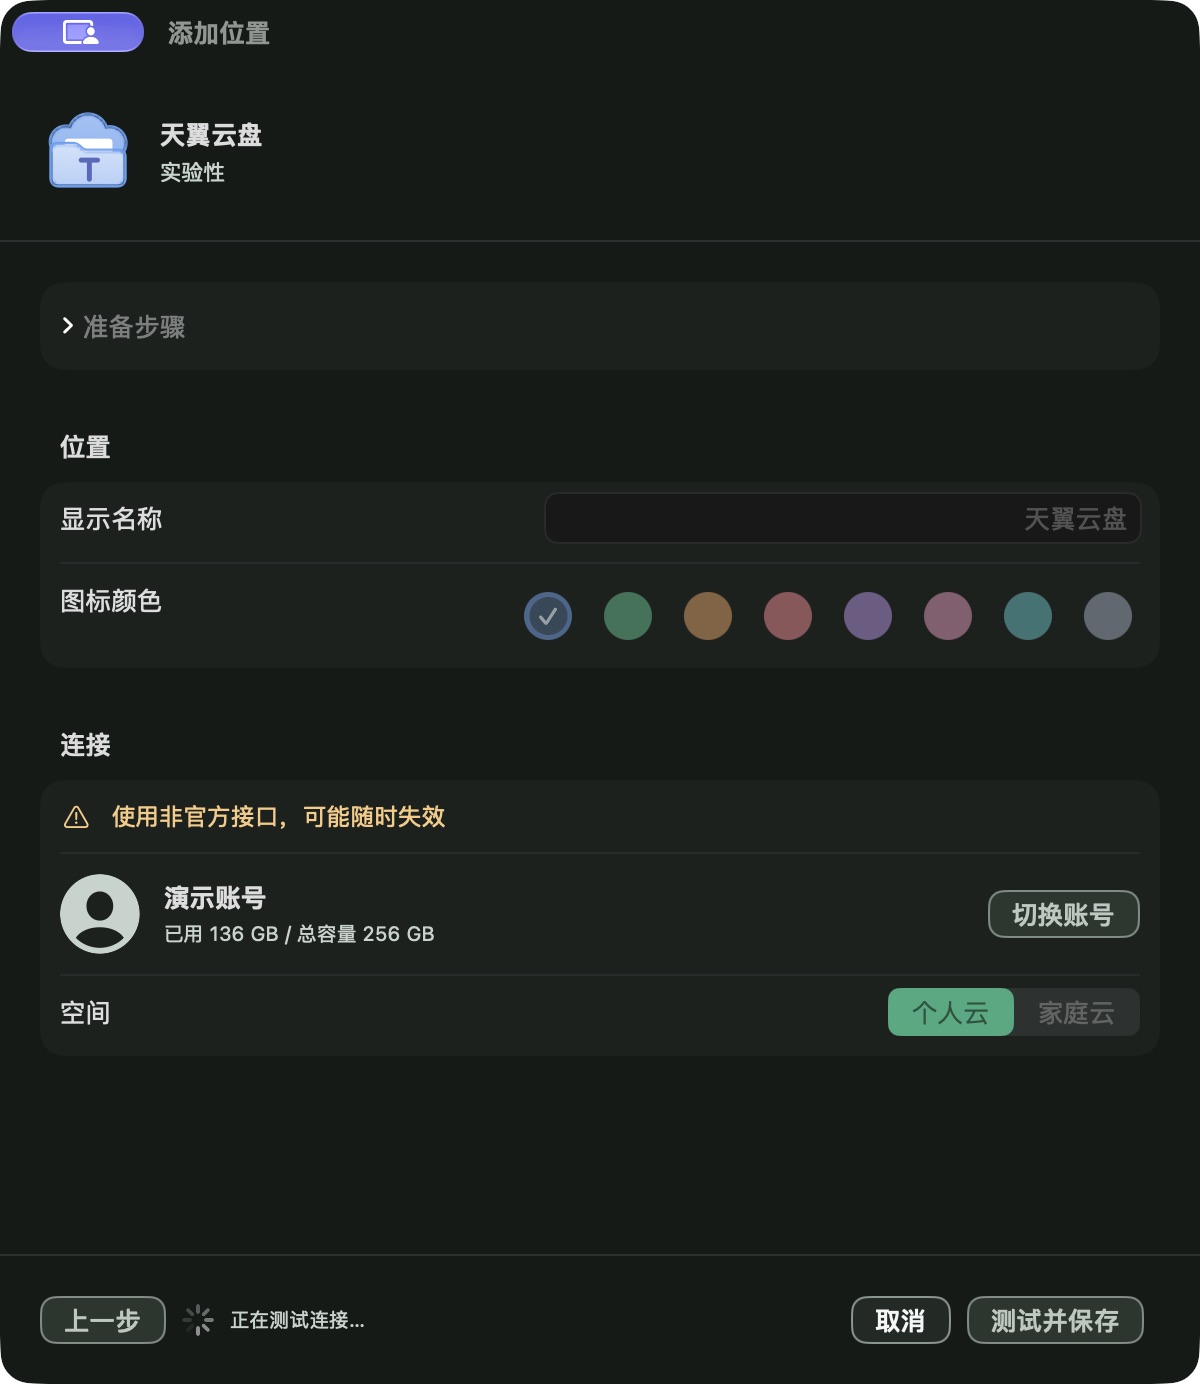 添加位置
天翼云盘
T
实验性
准备步骤
位置
显示名称
天翼云盘
图标颜色
连接
使用非官方接口，可能随时失效
演示账号
已用 136 GB / 总容量 256 GB
切换账号
空间
个人云
家庭云
上一步
正在测试连接...
取消
测试并保存